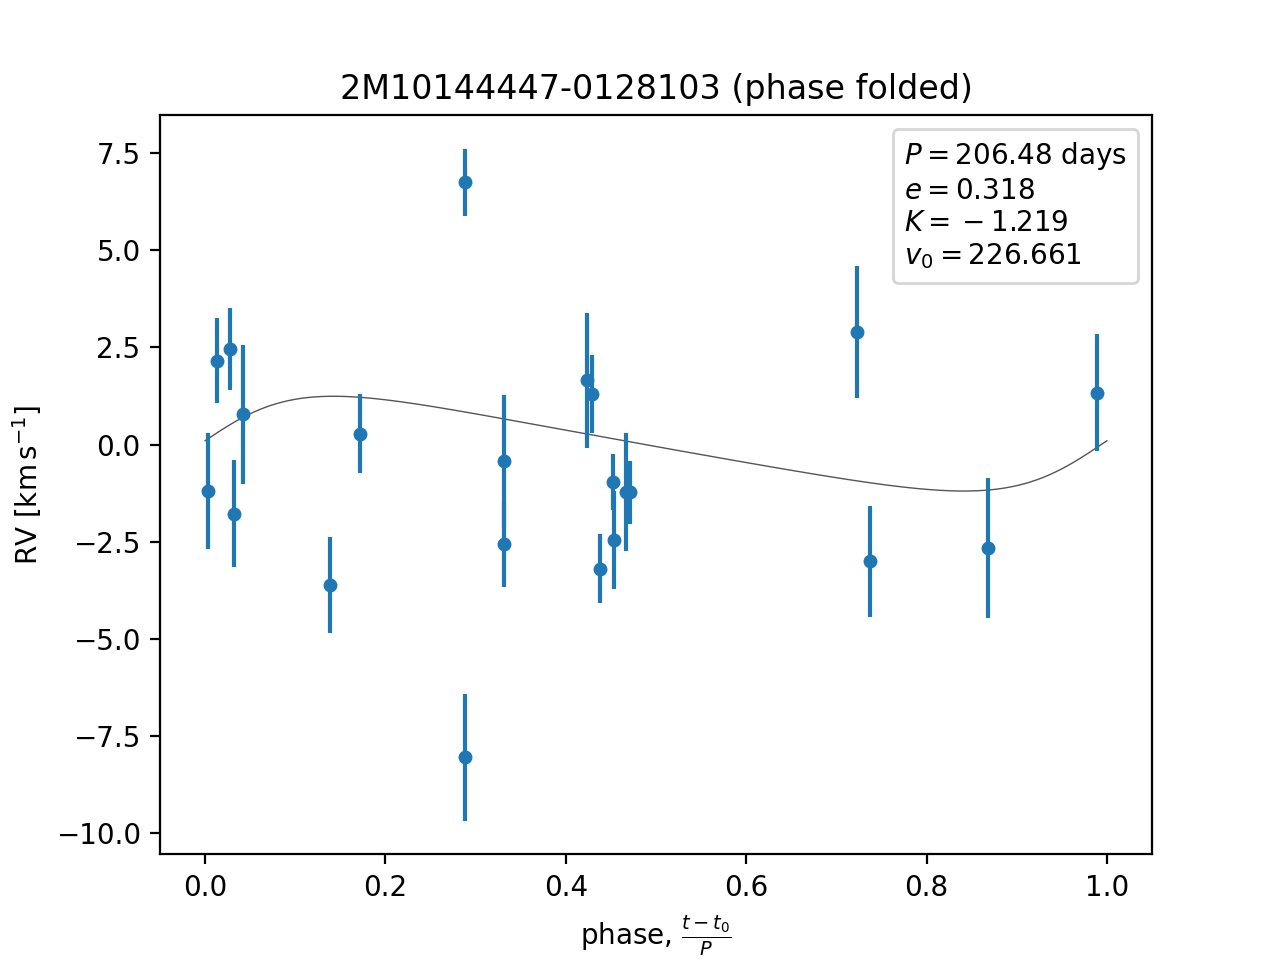 2M10144447-0128103 (phase folded)
P = 206.48 days
e = 0.318
K = −1.219
v₀ = 226.661
7.5
5.0
2.5
0.0
−2.5
−5.0
−7.5
−10.0
RV [km s⁻¹]
0.0 0.2 0.4 0.6 0.8 1.0
phase, (t − t₀)/P